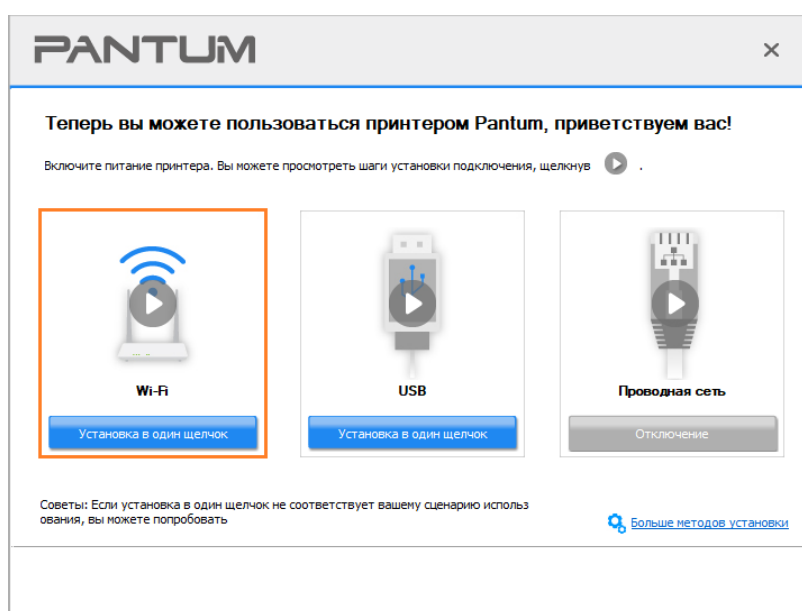 PANTUM
Теперь вы можете пользоваться принтером Pantum, приветствуем вас!
Включите питание принтера. Вы можете просмотреть шаги установки подключения, щелкнув .
Wi-Fi
Установка в один щелчок
USB
Установка в один щелчок
Проводная сеть
Отключение
Советы: Если установка в один щелчок не соответствует вашему сценарию использ
ования, вы можете попробовать
Больше методов установки